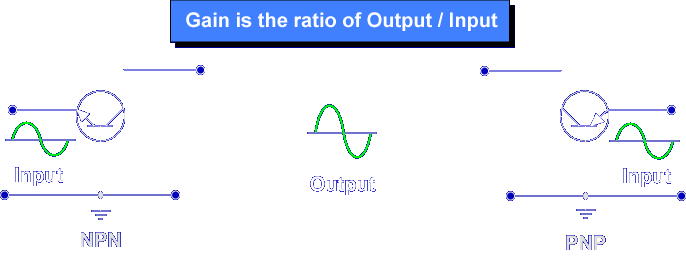 Gain is the ratio of Output / Input
Input
Output
Input
NPN
PNP